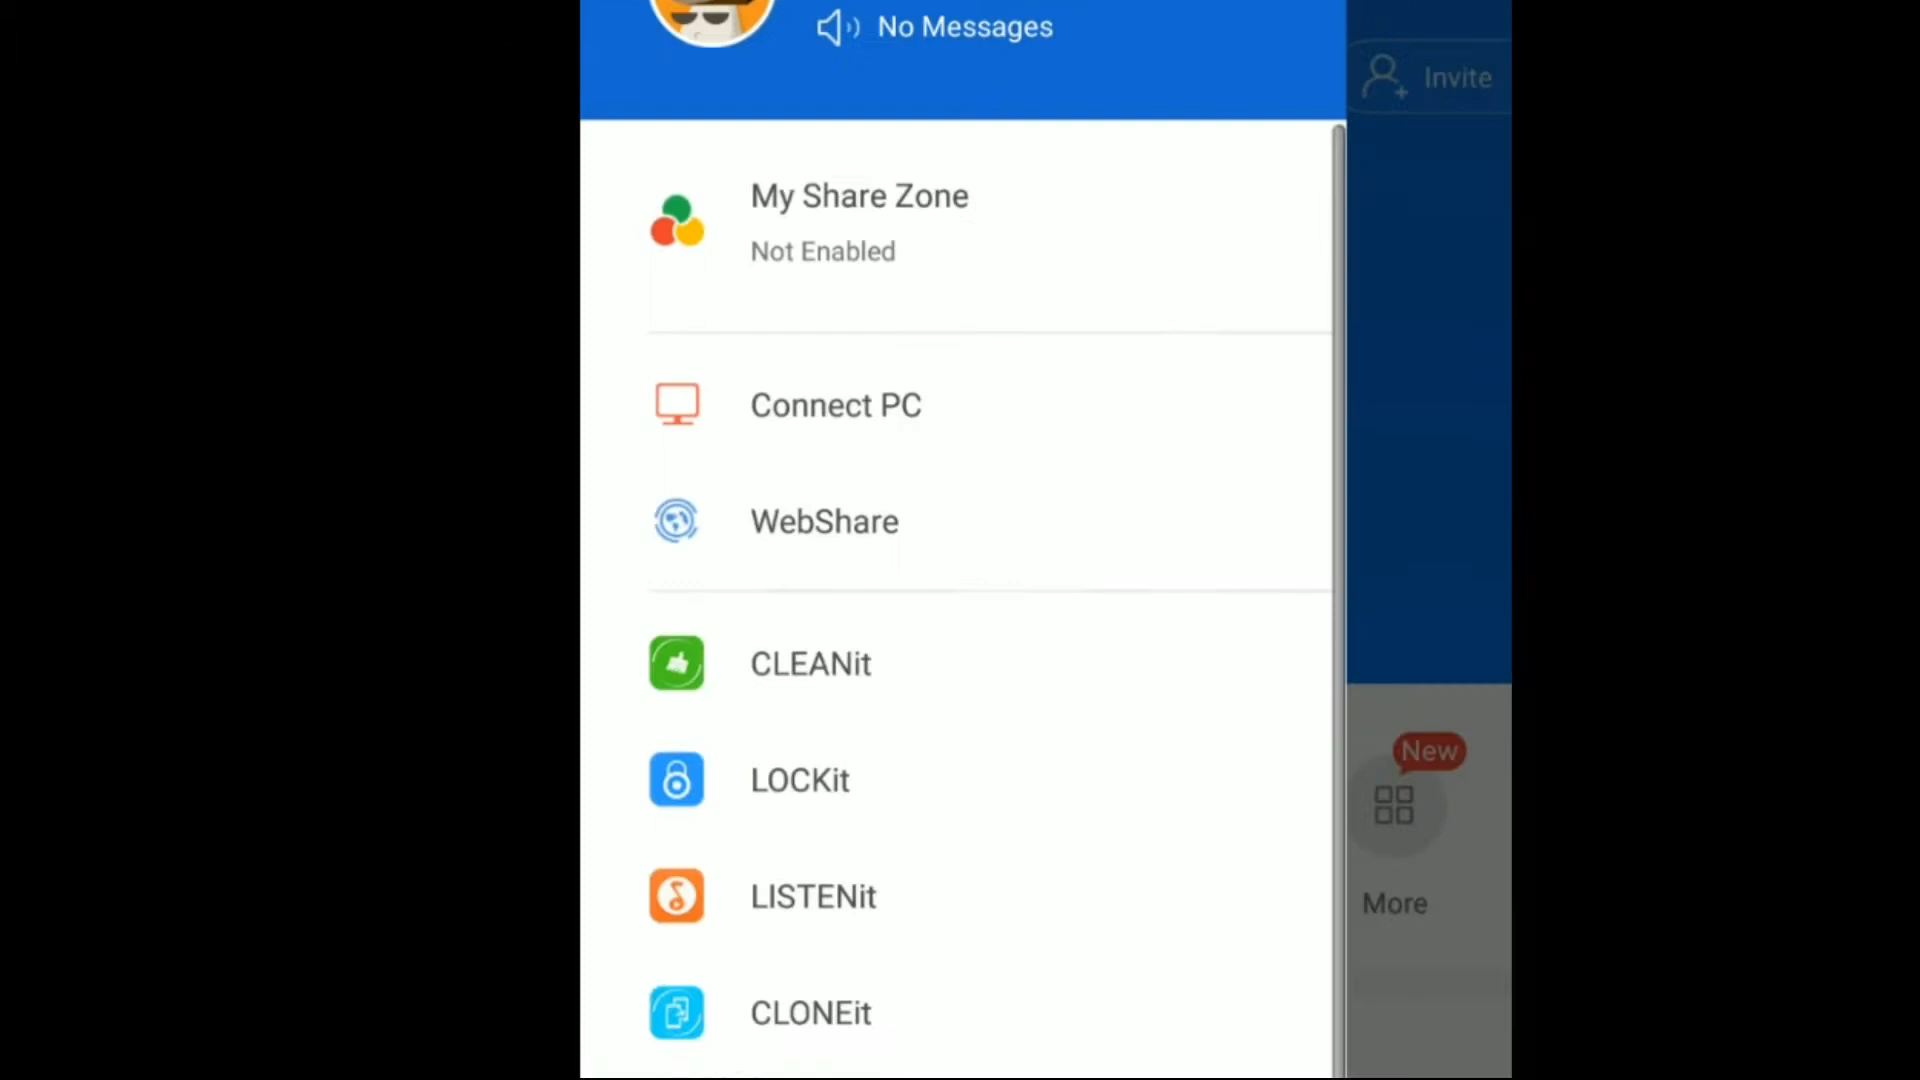 No Messages
Invite
My Share Zone
Not Enabled
Connect PC
WebShare
CLEANit
LOCKit
New
LISTENit
More
CLONEit